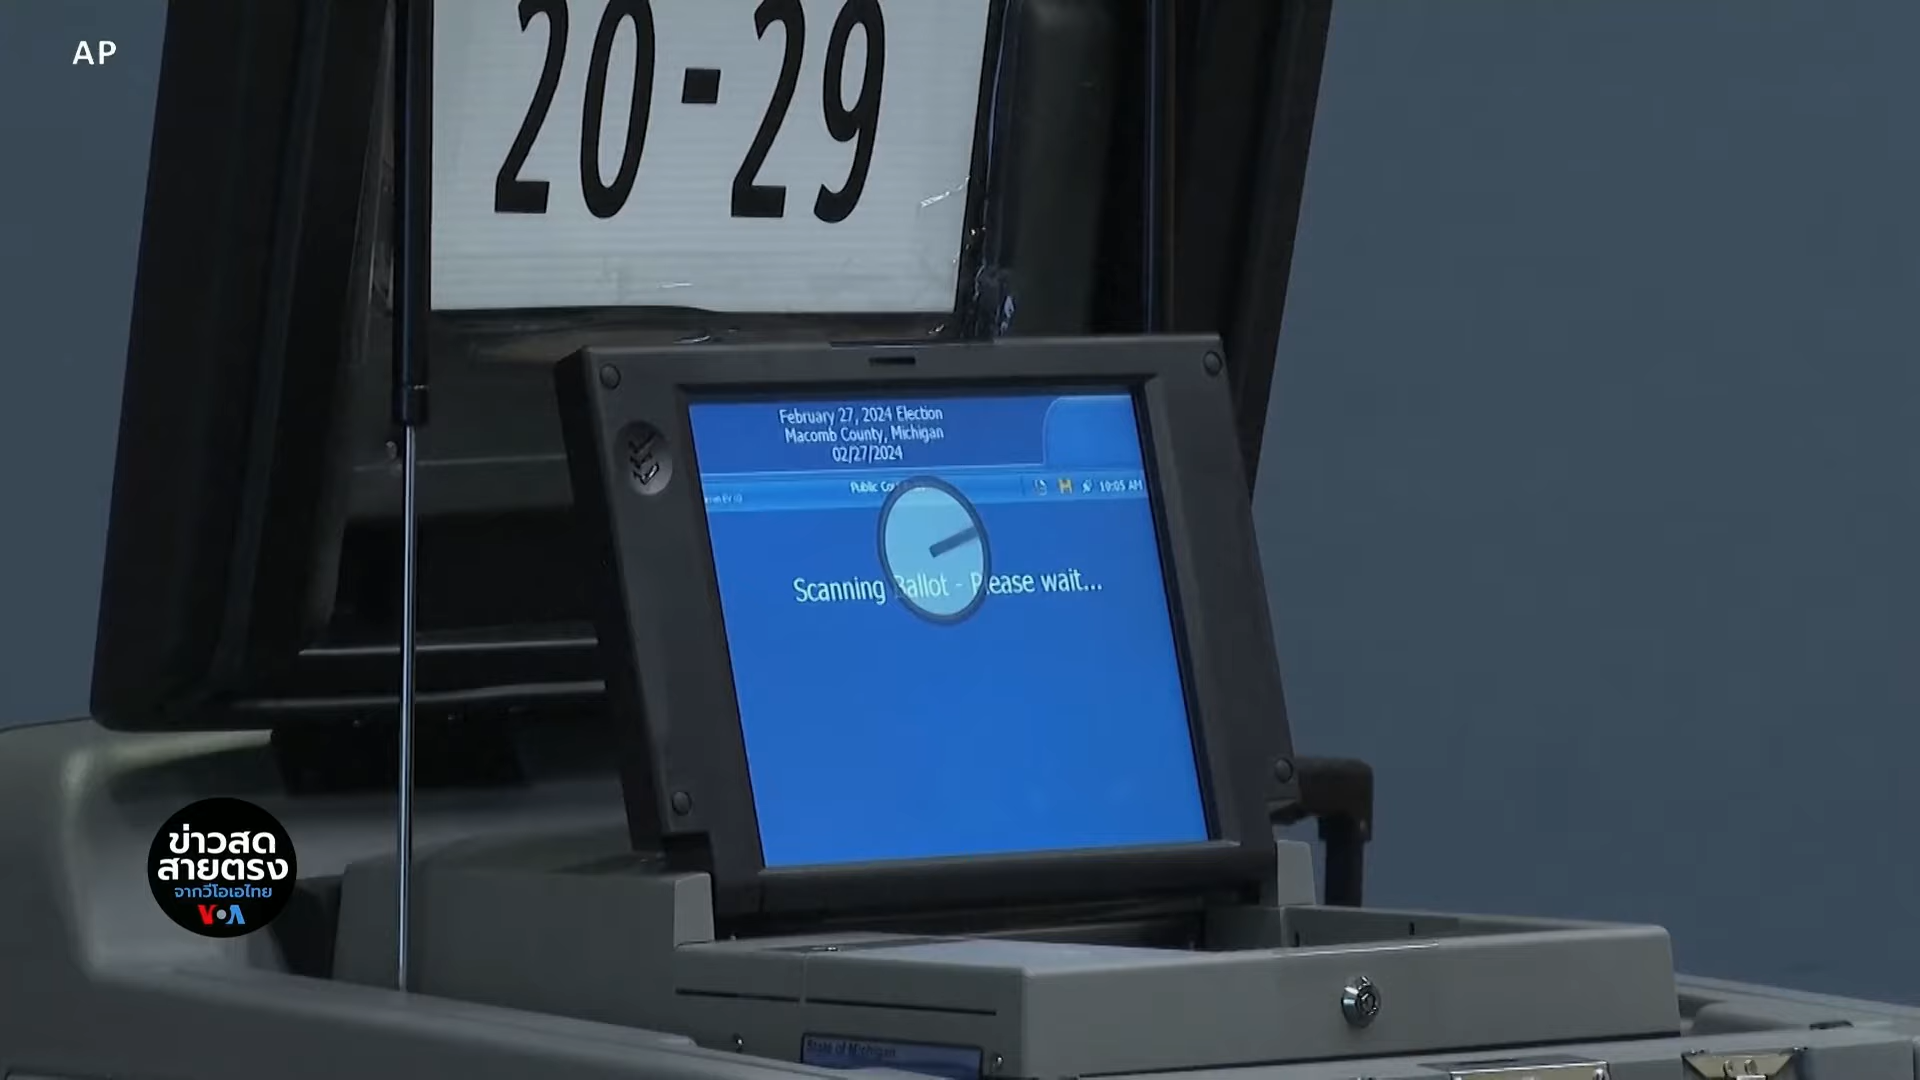 AP
20-29
February 27, 2024 Election
Macomb County, Michigan
02/27/2024
Public
10:05 AM
Scanning Ballot - Please wait...
ข่าวสด
สายตรง
จากวีโอเอไทย
VOA
State of Michigan